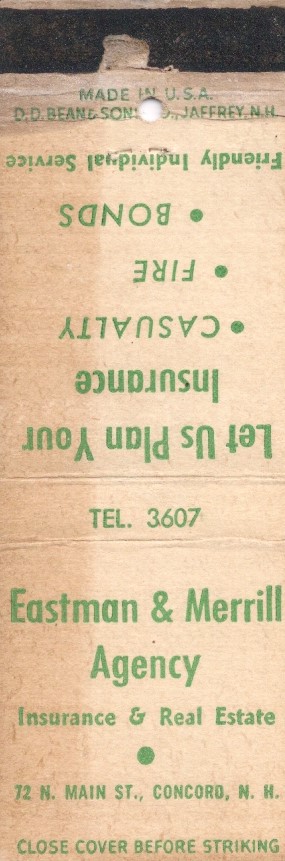 MADE IN U.S.A.
D.D. BEAN & SONS CO., JAFFREY, N.H.
Let Us Plan Your
Insurance
• CASUALTY
• FIRE
• BONDS
Friendly Individual Service
TEL. 3607
Eastman & Merrill
Agency
Insurance & Real Estate
72 N. MAIN ST., CONCORD, N. H.
CLOSE COVER BEFORE STRIKING